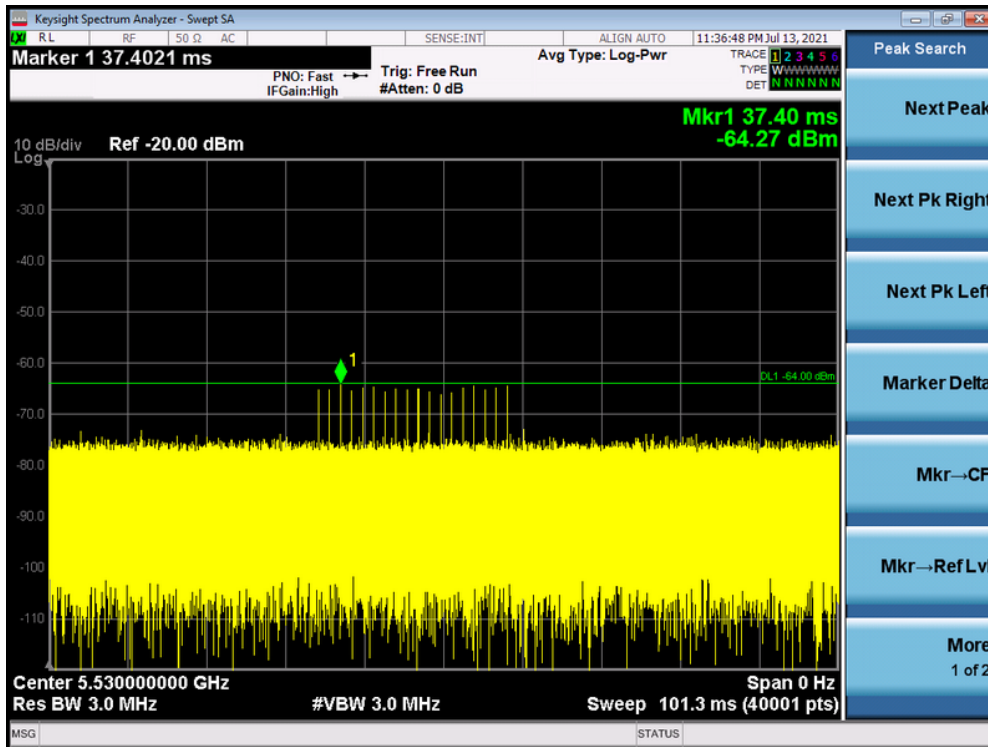 Keysight Spectrum Analyzer - Swept SA
LXI RL RF 50 Ω AC SENSE:INT ALIGN AUTO 11:36:48 PM Jul 13, 2021
Marker 1 37.4021 ms
PNO: Fast
IFGain:High
Trig: Free Run
#Atten: 0 dB
Avg Type: Log-Pwr
TRACE 1 2 3 4 5 6
TYPE WWWWWW
DET N N N N N N
Mkr1 37.40 ms
-64.27 dBm
10 dB/div
Log
Ref -20.00 dBm
-30.0
-40.0
-50.0
-60.0
1
DL1 -64.00 dBm
-70.0
-80.0
-90.0
-100
-110
Center 5.530000000 GHz
Span 0 Hz
Res BW 3.0 MHz
#VBW 3.0 MHz
Sweep 101.3 ms (40001 pts)
MSG
STATUS
Peak Search
Next Peak
Next Pk Right
Next Pk Left
Marker Delta
Mkr→CF
Mkr→Ref Lvl
More
1 of 2